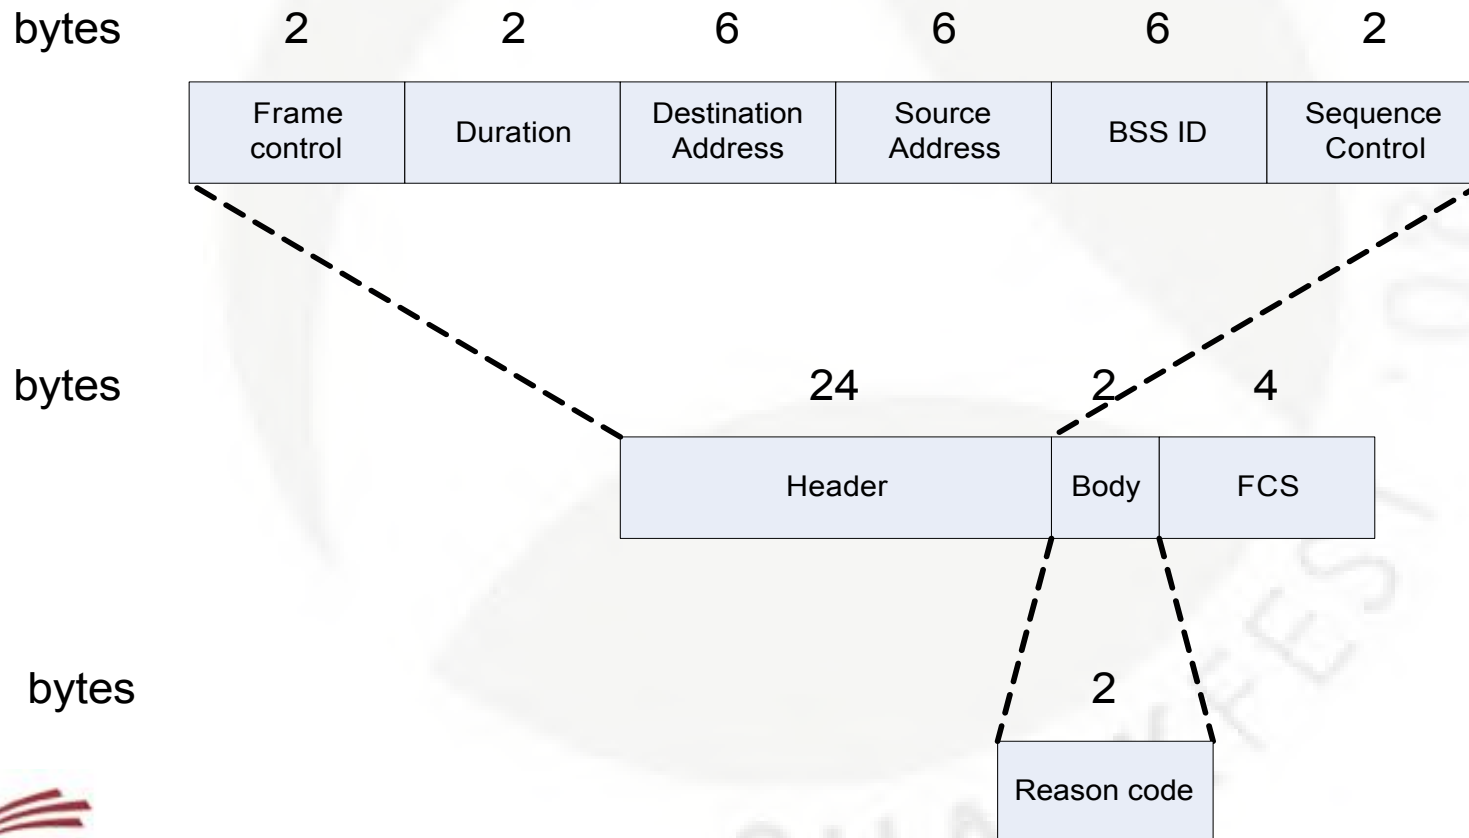 bytes 2 2 6 6 6 2
Frame control
Duration
Destination Address
Source Address
BSS ID
Sequence Control
bytes 24 2 4
Header Body FCS
bytes 2
Reason code